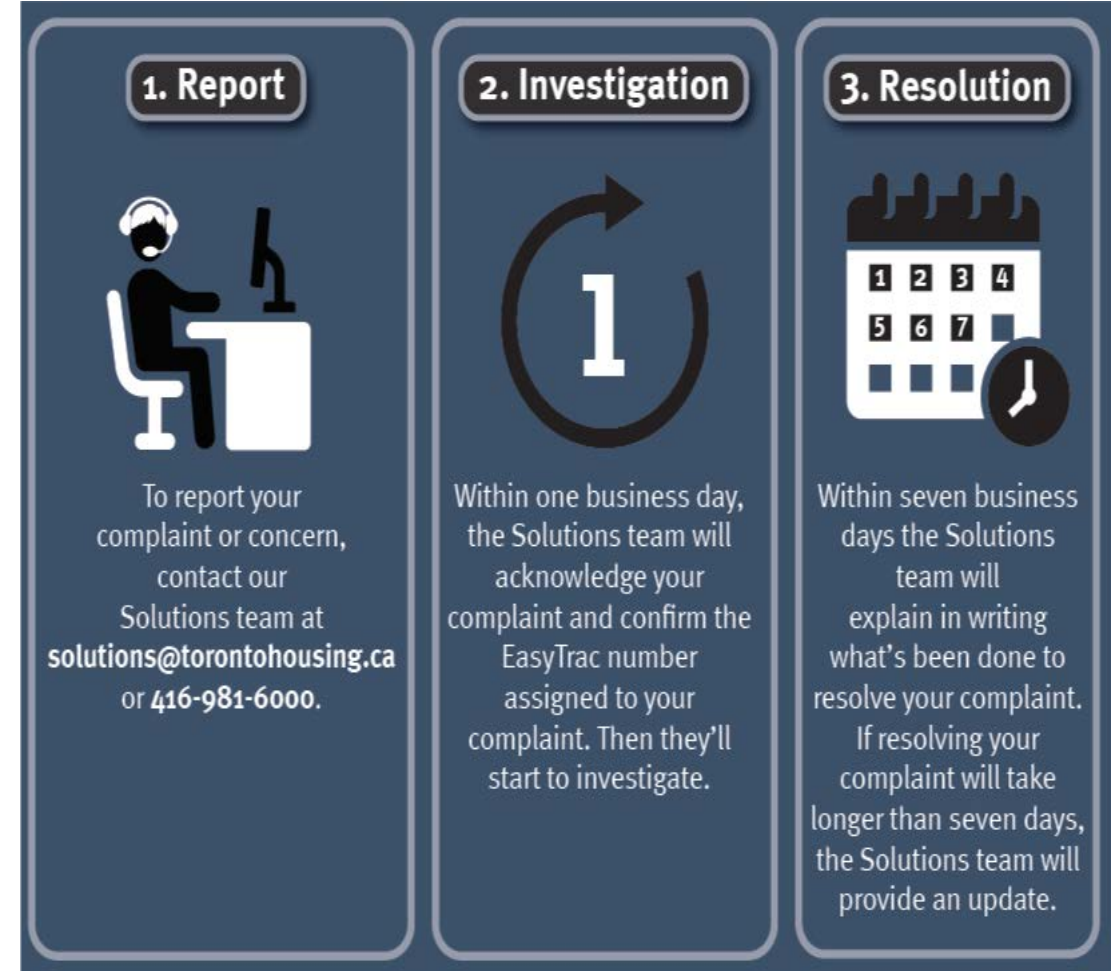 1. Report
To report your
complaint or concern,
contact our
Solutions team at
solutions@torontohousing.ca
or 416-981-6000.
2. Investigation
1
Within one business day,
the Solutions team will
acknowledge your
complaint and confirm the
EasyTrac number
assigned to your
complaint. Then they'll
start to investigate.
3. Resolution
1 2 3 4
5 6 7
Within seven business
days the Solutions
team will
explain in writing
what's been done to
resolve your complaint.
If resolving your
complaint will take
longer than seven days,
the Solutions team will
provide an update.